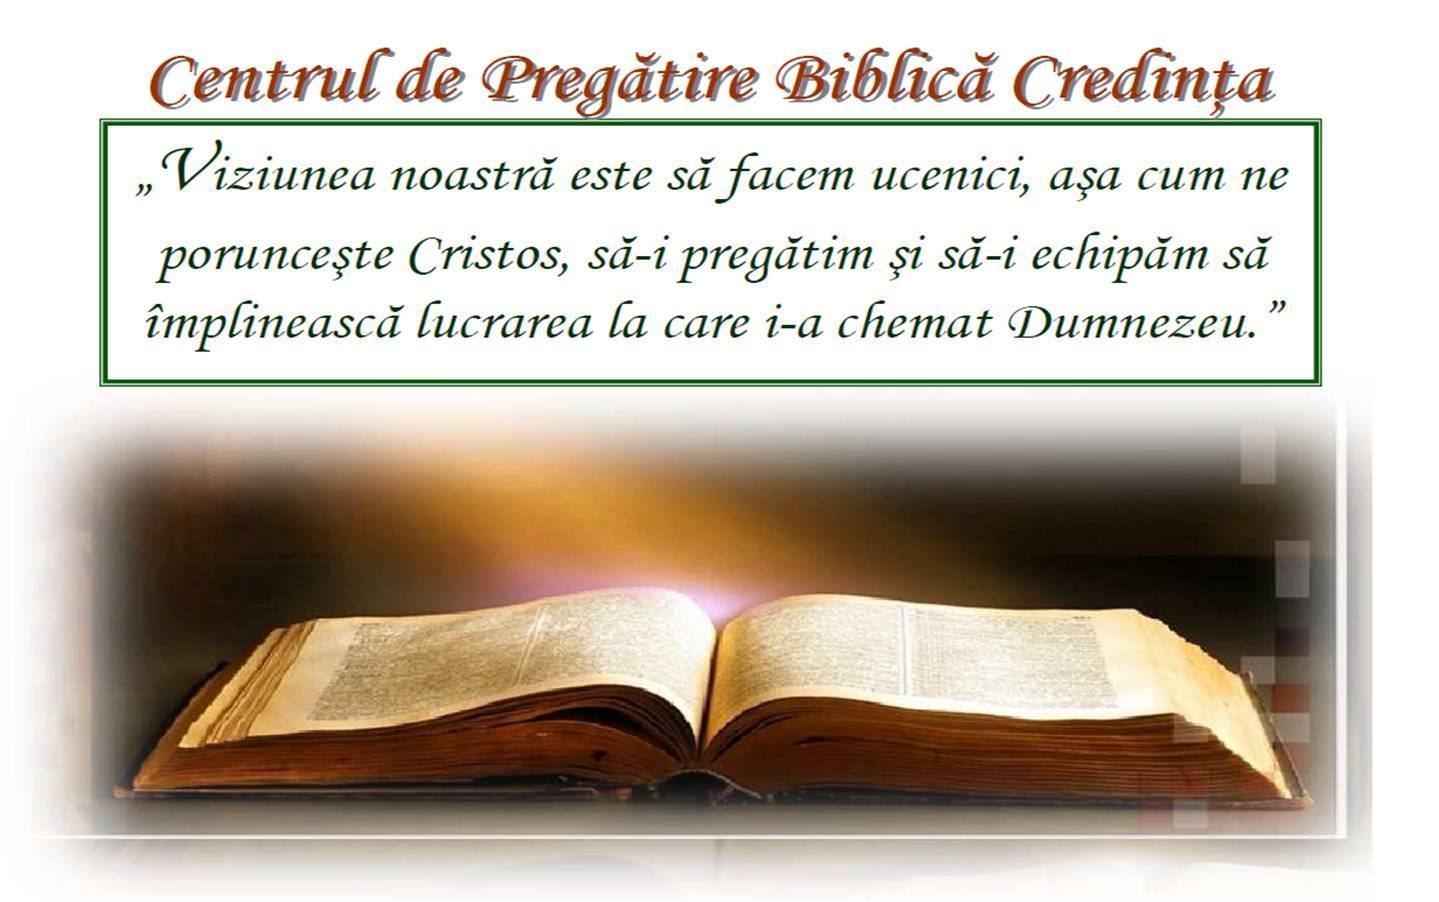 Centrul de Pregătire Biblică Credința
„Viziunea noastră este să facem ucenici, aşa cum ne
porunceşte Cristos, să-i pregătim şi să-i echipăm să
împlinească lucrarea la care i-a chemat Dumnezeu.”